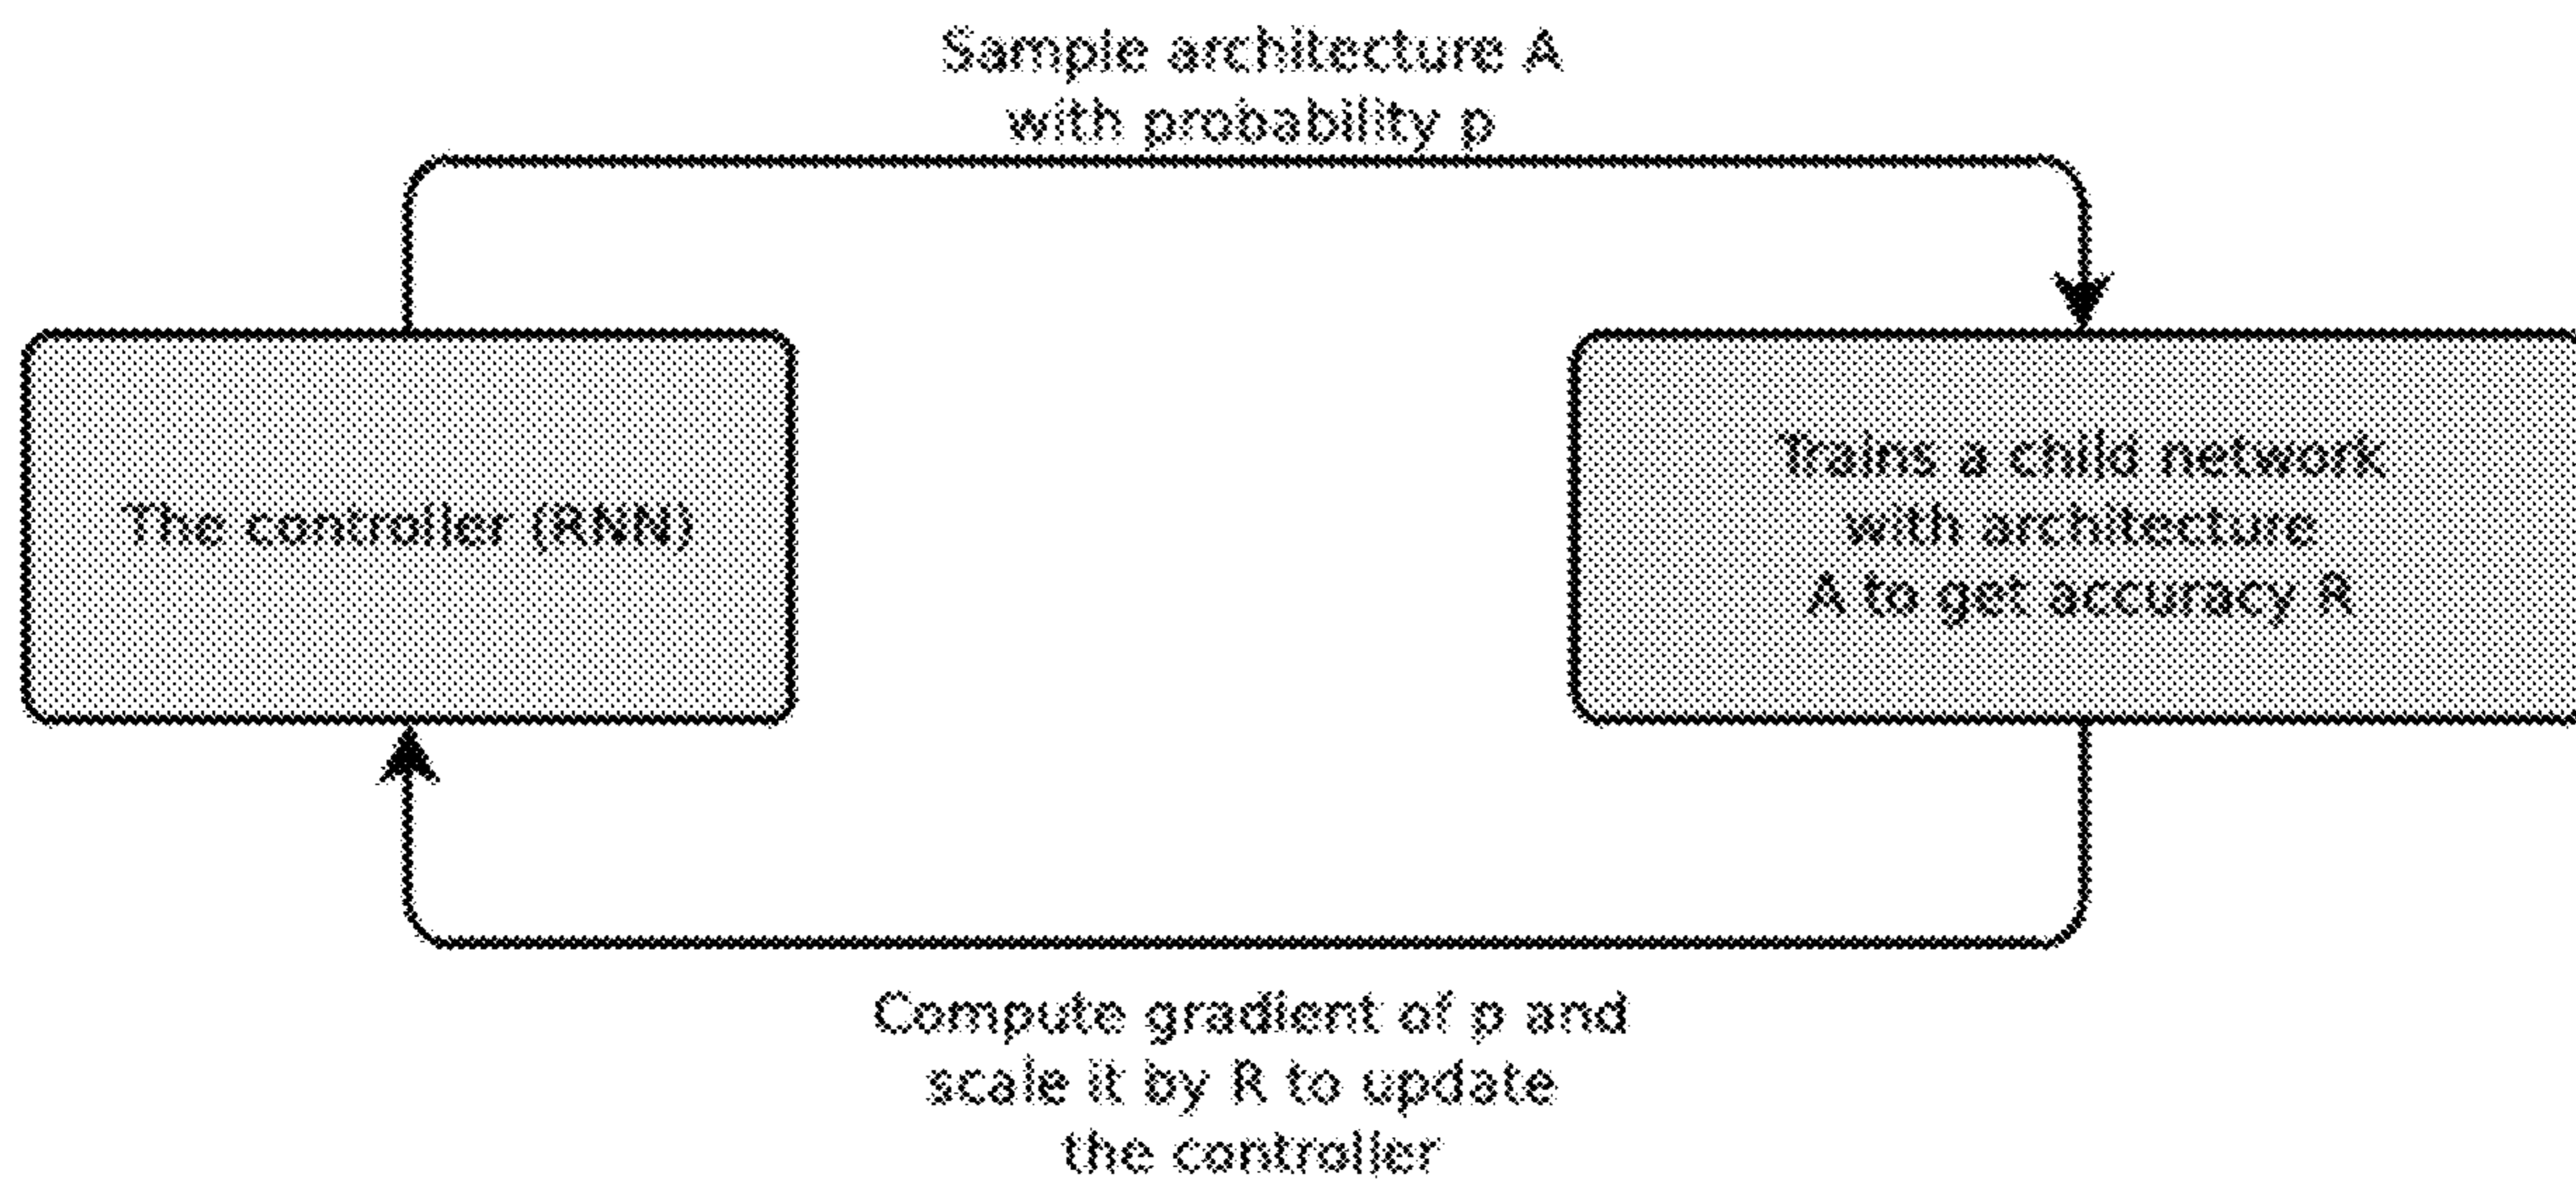 Sample architecture A
with probability p
The controller (RNN)
Trains a child network
with architecture
A to get accuracy R
Compute gradient of p and
scale it by R to update
the controller